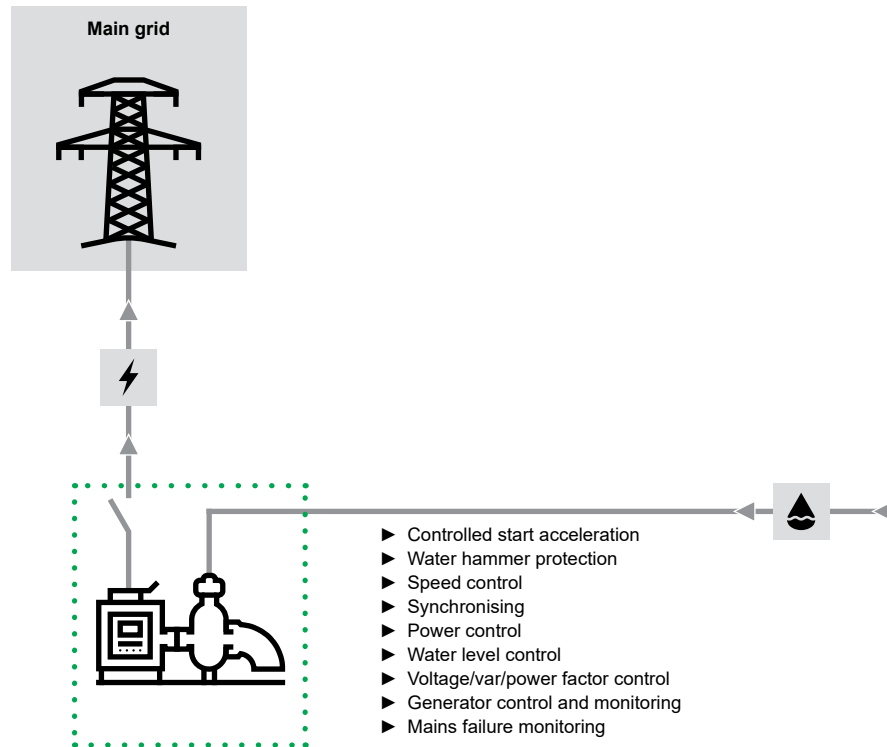 Main grid
► Controlled start acceleration
► Water hammer protection
► Speed control
► Synchronising
► Power control
► Water level control
► Voltage/var/power factor control
► Generator control and monitoring
► Mains failure monitoring